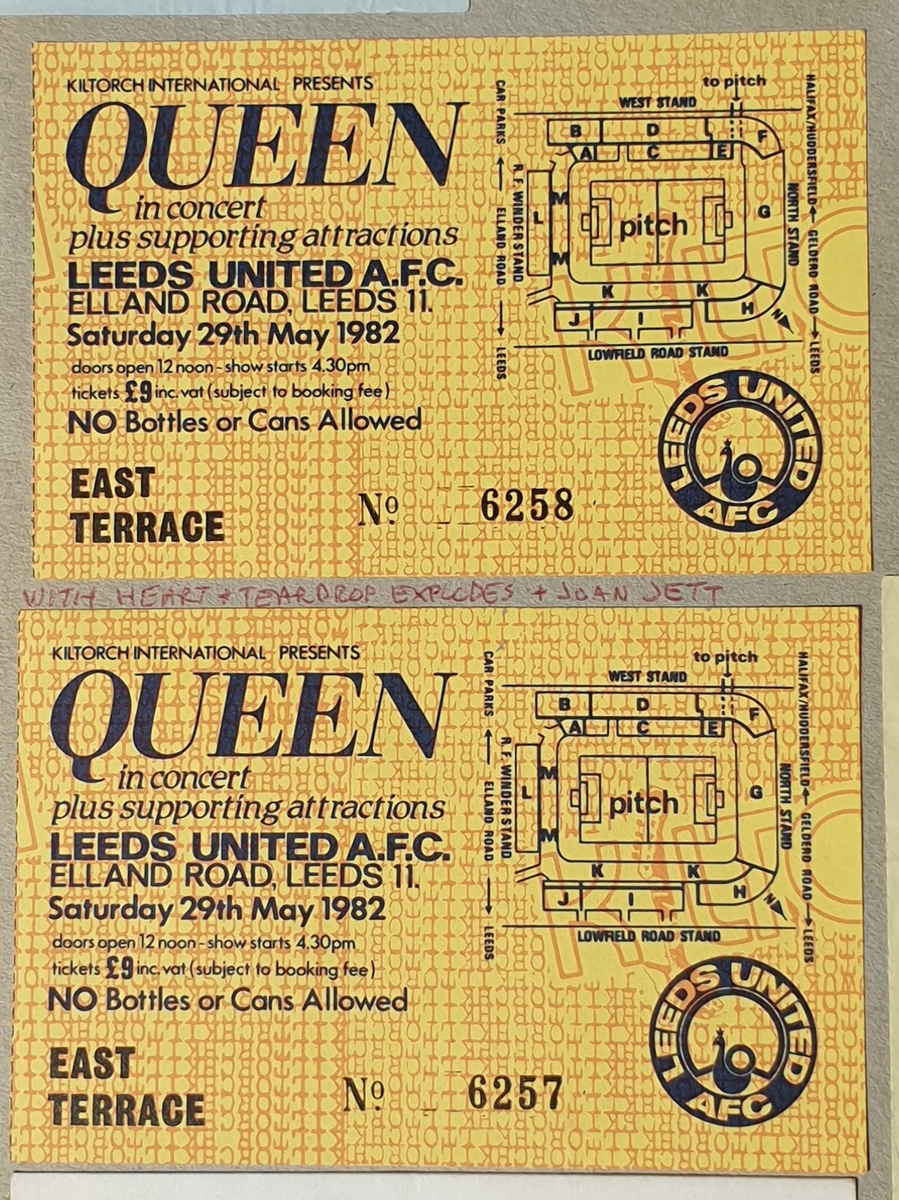 KILTORCH INTERNATIONAL PRESENTS
QUEEN
in concert
plus supporting attractions
LEEDS UNITED A.F.C.
ELLAND ROAD, LEEDS 11.
Saturday 29th May 1982
doors open 12 noon - show starts 4.30pm
tickets £9 inc. vat (subject to booking fee)
NO Bottles or Cans Allowed
EAST
TERRACE
Nº 6258
to pitch
WEST STAND
CAR PARKS ← ELLAND ROAD → LEEDS
R. F. WINDER STAND
HALIFAX/HUDDERSFIELD ← GELDERD ROAD → LEEDS
NORTH STAND
B D F
A C E
M
L pitch G
M
K K
J I H N
LOWFIELD ROAD STAND
LEEDS UNITED
AFC
WITH HEART + TEARDROP EXPLODES + JOAN JETT
KILTORCH INTERNATIONAL PRESENTS
QUEEN
in concert
plus supporting attractions
LEEDS UNITED A.F.C.
ELLAND ROAD, LEEDS 11.
Saturday 29th May 1982
doors open 12 noon - show starts 4.30pm
tickets £9 inc. vat (subject to booking fee)
NO Bottles or Cans Allowed
EAST
TERRACE
Nº 6257
to pitch
WEST STAND
CAR PARKS ← ELLAND ROAD → LEEDS
R. F. WINDER STAND
HALIFAX/HUDDERSFIELD ← GELDERD ROAD → LEEDS
NORTH STAND
B D F
A C E
M
L pitch G
M
K K
J I H N
LOWFIELD ROAD STAND
LEEDS UNITED
AFC